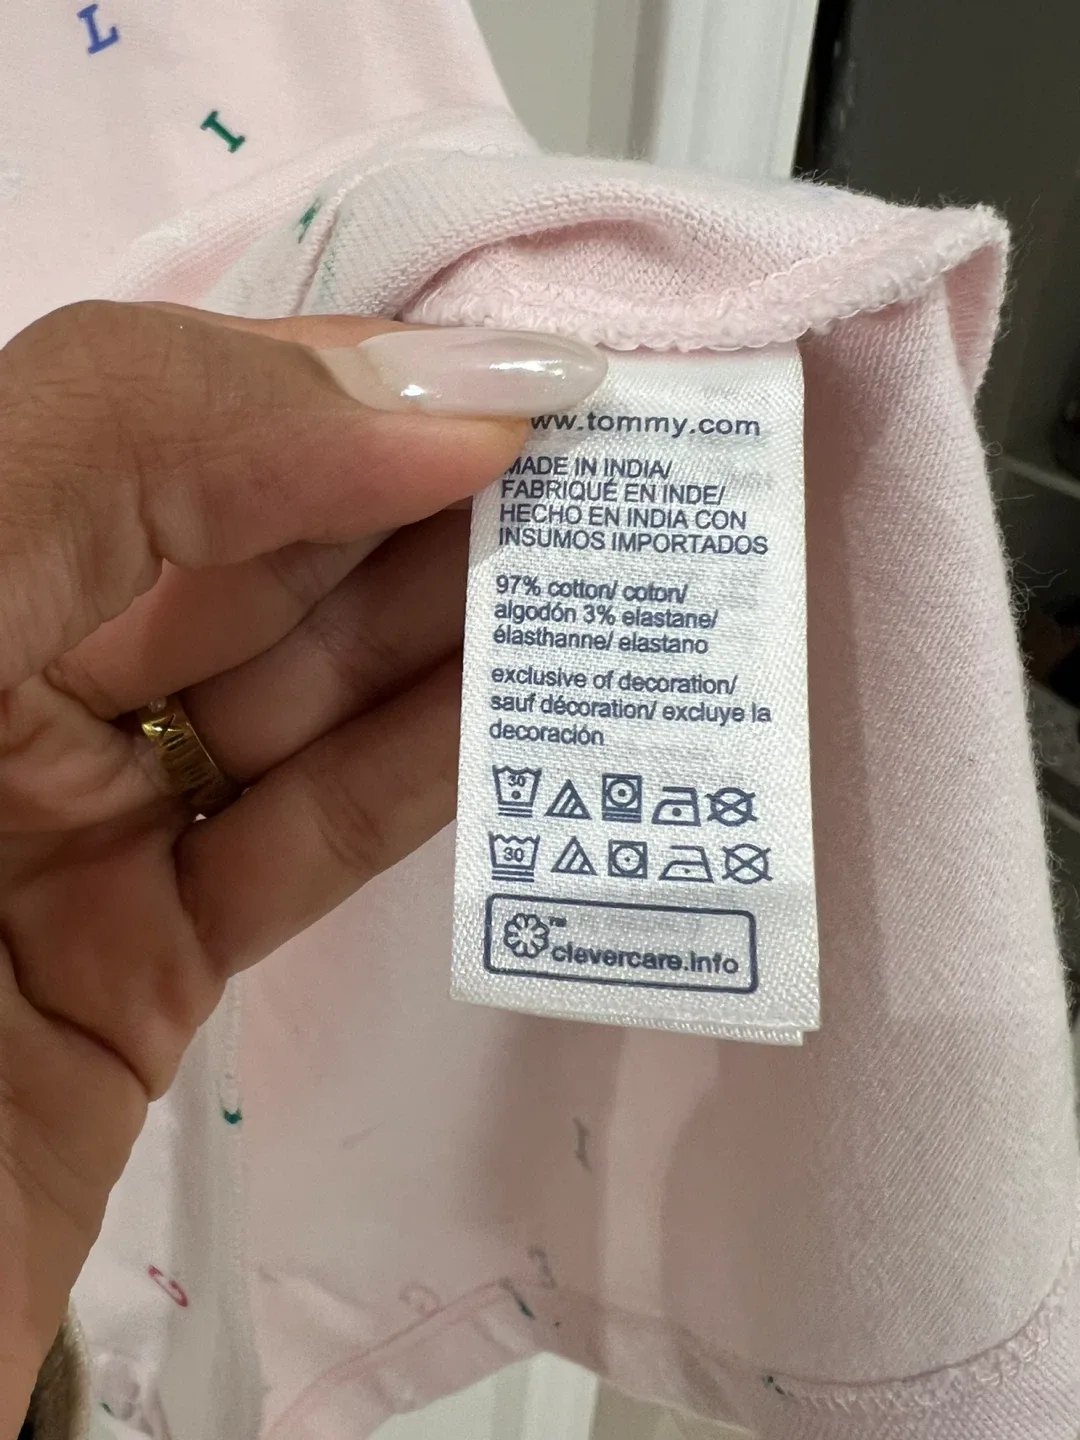 L
I
www.tommy.com
MADE IN INDIA/
FABRIQUÉ EN INDE/
HECHO EN INDIA CON
INSUMOS IMPORTADOS
97% cotton/ coton/
algodón 3% elastane/
élasthanne/ elastano
exclusive of decoration/
sauf décoration/ excluye la
decoración
30
30
™
clevercare.info
I
G